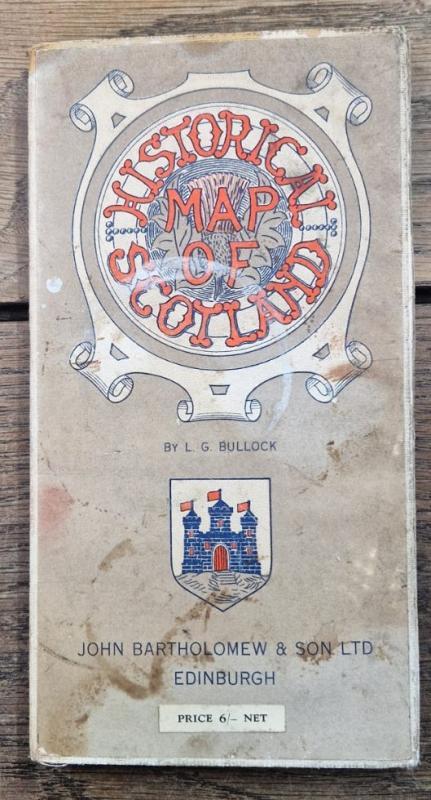 HISTORICAL
MAP
OF
SCOTLAND
BY L. G. BULLOCK
JOHN BARTHOLOMEW & SON LTD
EDINBURGH
PRICE 6/- NET